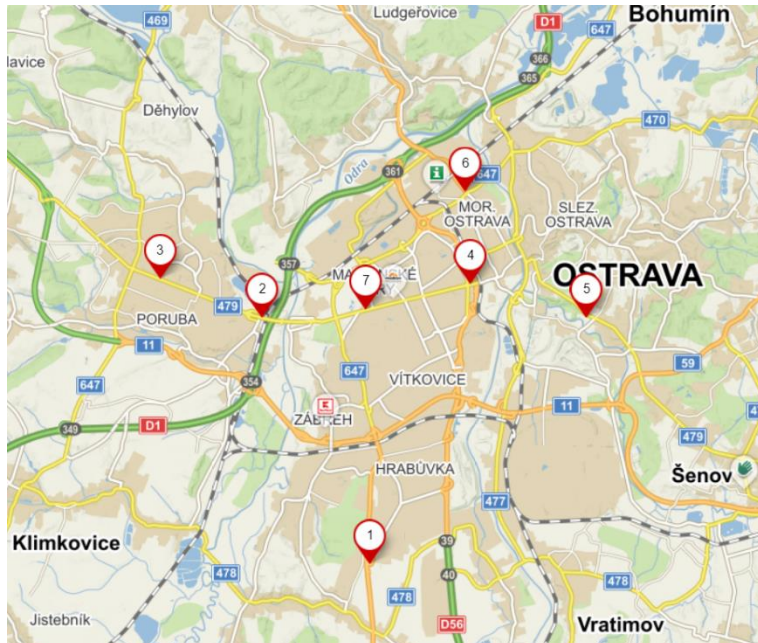 Ludgeřovice
Bohumín
469
D1
647
366
365
Děhylov
470
Odra
361
647
6
MOR.
OSTRAVA
SLEZ.
OSTRAVA
3
357
4
OSTRAVA
7
5
2
479
PORUBA
11
354
647
VÍTKOVICE
59
647
ZÁBŘEH
11
349
D1
479
HRABŮVKA
Šenov
477
1
39
Klimkovice
40
478
478
478
Jistebník
D56
Vratimov